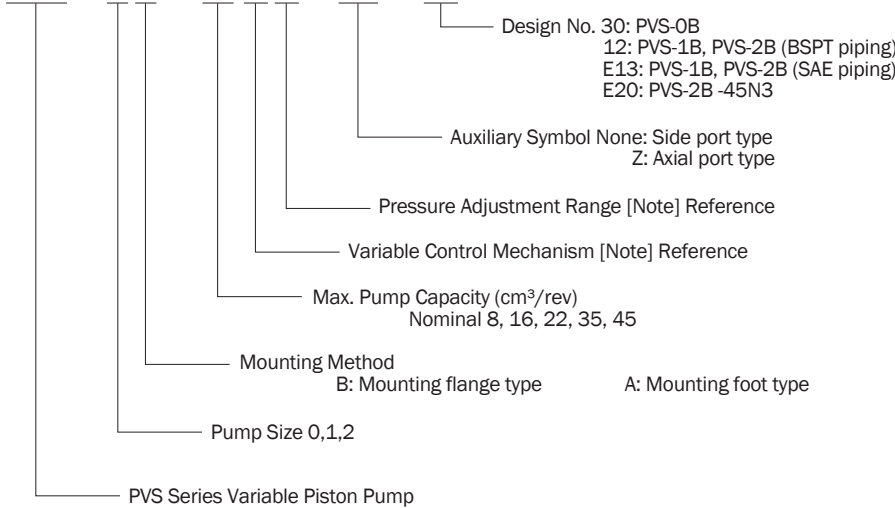 Design No. 30: PVS-0B
12: PVS-1B, PVS-2B (BSPT piping)
E13: PVS-1B, PVS-2B (SAE piping)
E20: PVS-2B -45N3
Auxiliary Symbol None: Side port type
Z: Axial port type
Pressure Adjustment Range [Note] Reference
Variable Control Mechanism [Note] Reference
Max. Pump Capacity (cm³/rev)
Nominal 8, 16, 22, 35, 45
Mounting Method
B: Mounting flange type A: Mounting foot type
Pump Size 0,1,2
PVS Series Variable Piston Pump